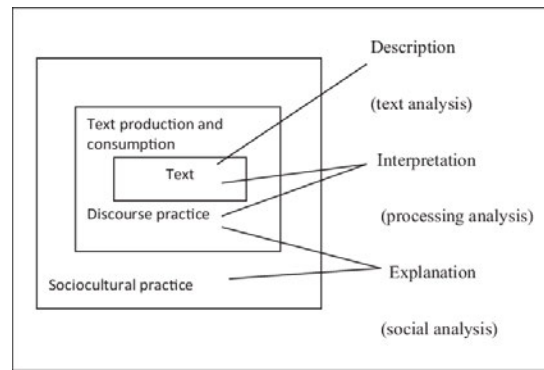 Description
(text analysis)
Text production and
consumption
Text
Interpretation
Discourse practice
(processing analysis)
Explanation
Sociocultural practice
(social analysis)